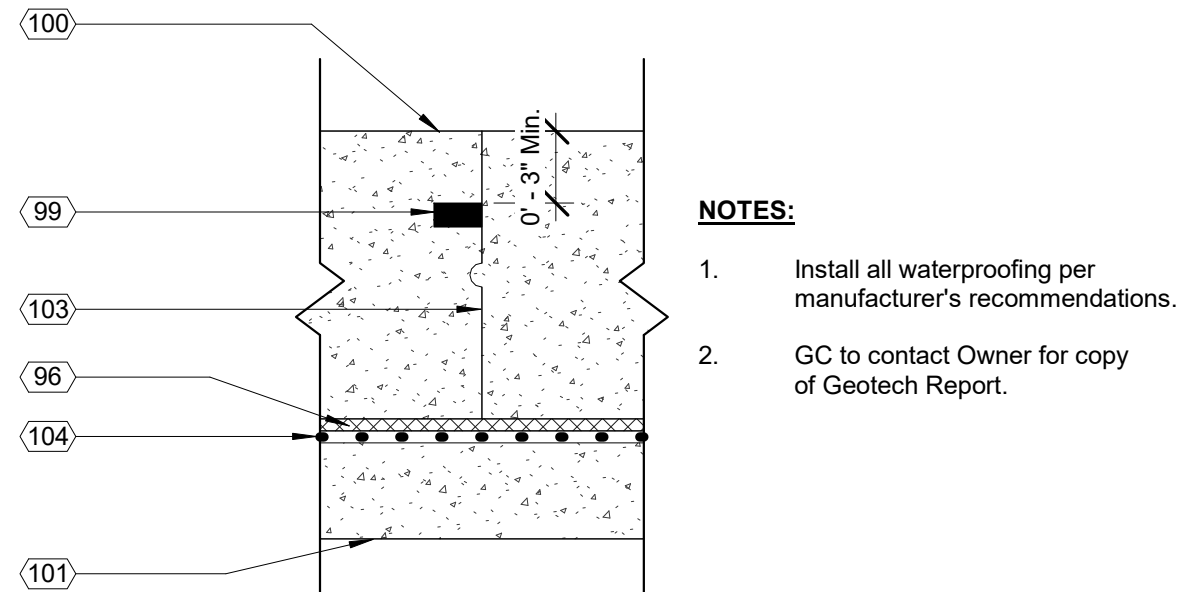 100
99
103
96
104
101
0' - 3" Min.
NOTES:
1. Install all waterproofing per
manufacturer's recommendations.
2. GC to contact Owner for copy
of Geotech Report.